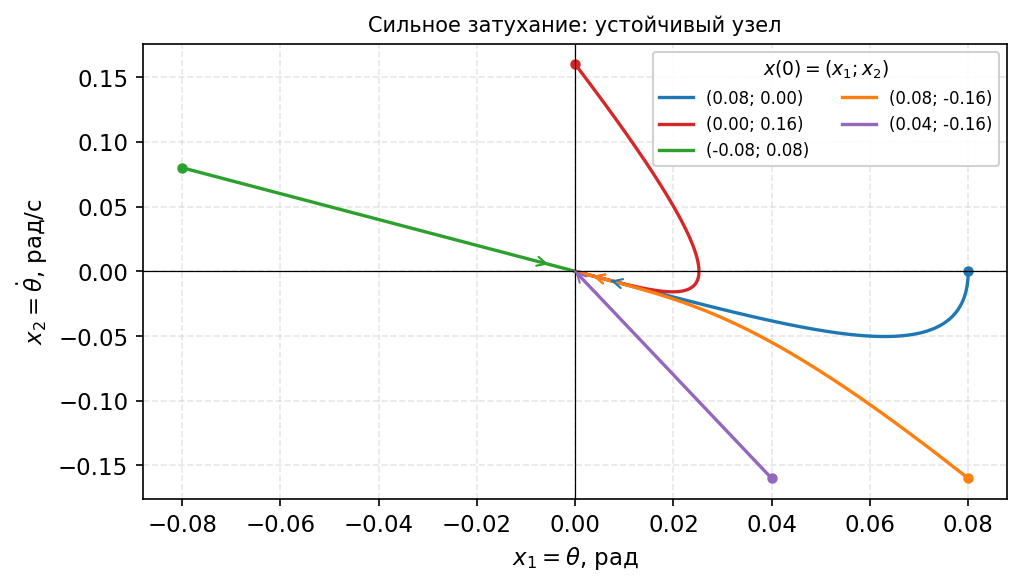 Сильное затухание: устойчивый узел
x(0) = (x₁; x₂)
(0.08; 0.00)
(0.00; 0.16)
(-0.08; 0.08)
(0.08; -0.16)
(0.04; -0.16)
0.15
0.10
0.05
0.00
−0.05
−0.10
−0.15
x₂ = θ̇, рад/с
−0.08 −0.06 −0.04 −0.02 0.00 0.02 0.04 0.06 0.08
x₁ = θ, рад